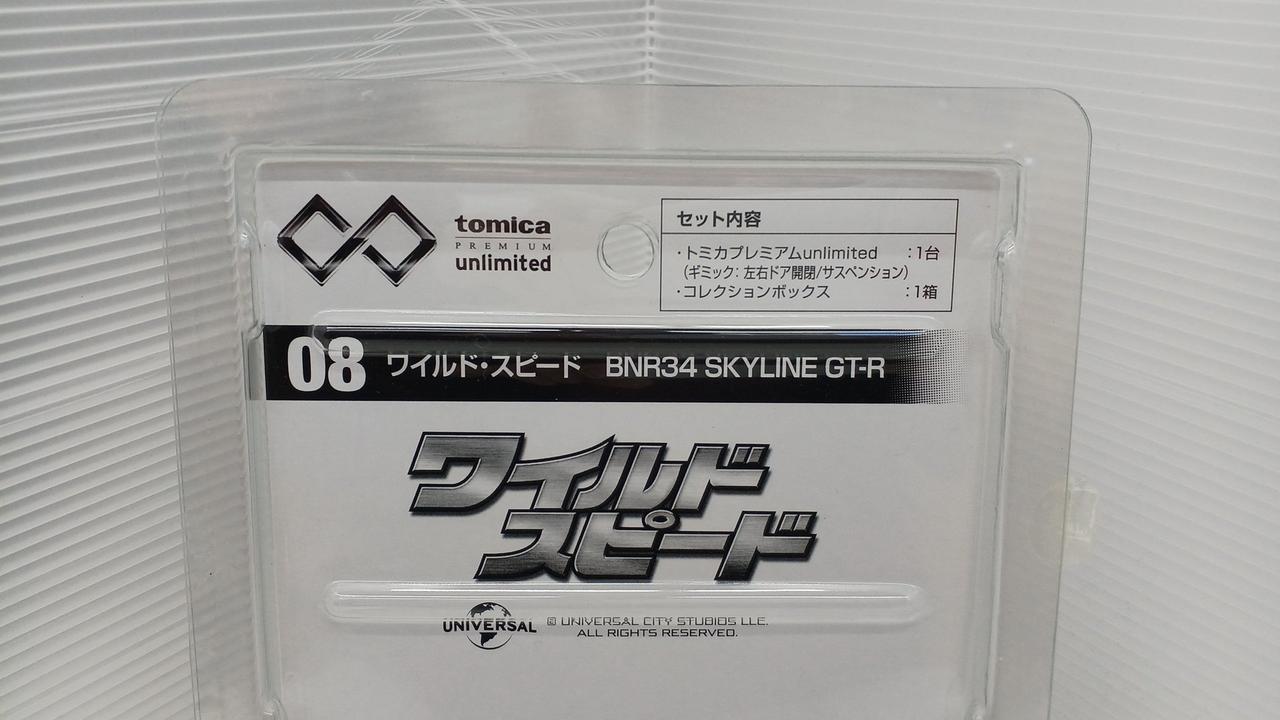 tomica
PREMIUM
unlimited
セット内容
・トミカプレミアムunlimited :1台
(ギミック:左右ドア開閉/サスペンション)
・コレクションボックス :1箱
08 ワイルド・スピード BNR34 SKYLINE GT-R
ワイルド
スピード
UNIVERSAL
© UNIVERSAL CITY STUDIOS LLC.
ALL RIGHTS RESERVED.